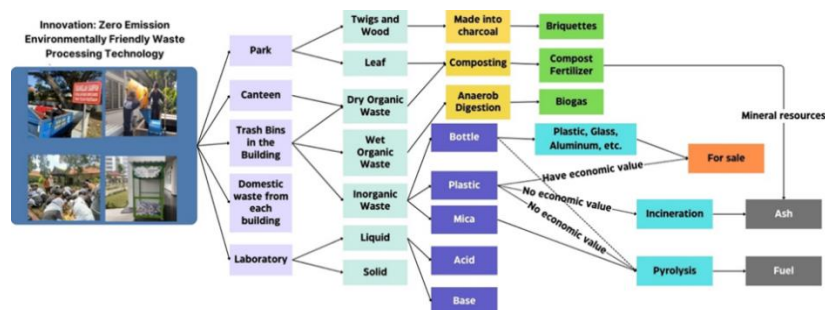 Innovation: Zero Emission
Environmentally Friendly Waste
Processing Technology
Park
Canteen
Trash Bins
in the
Building
Domestic
waste from
each
building
Laboratory
Twigs and
Wood
Leaf
Dry Organic
Waste
Wet
Organic
Waste
Inorganic
Waste
Liquid
Solid
Made into
charcoal
Composting
Anaerob
Digestion
Bottle
Plastic
Mica
Acid
Base
Briquettes
Compost
Fertilizer
Biogas
Plastic, Glass,
Aluminum, etc.
Have economic value
No economic value
No economic value
Incineration
Pyrolysis
Mineral resources
For sale
Ash
Fuel